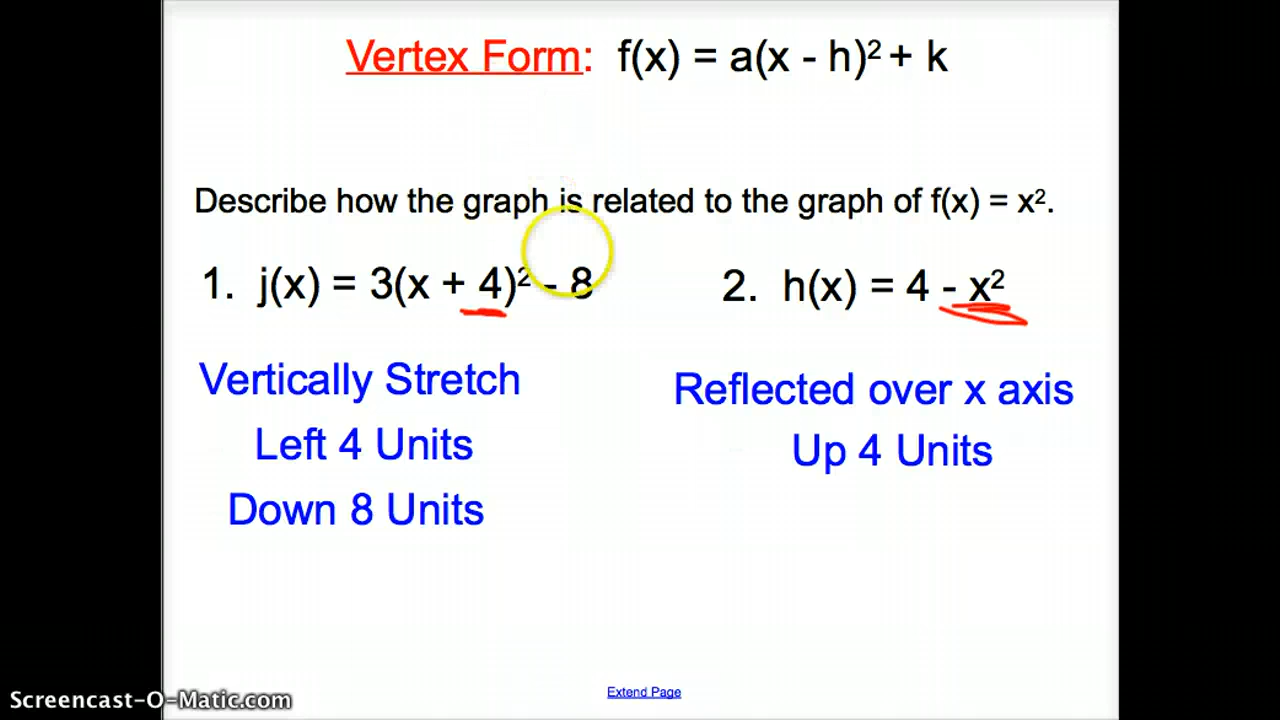 Vertex Form: f(x) = a(x - h)² + k
Describe how the graph is related to the graph of f(x) = x².
1. j(x) = 3(x + 4)² - 8
Vertically Stretch
Left 4 Units
Down 8 Units
2. h(x) = 4 - x²
Reflected over x axis
Up 4 Units
Extend Page
Screencast-O-Matic.com